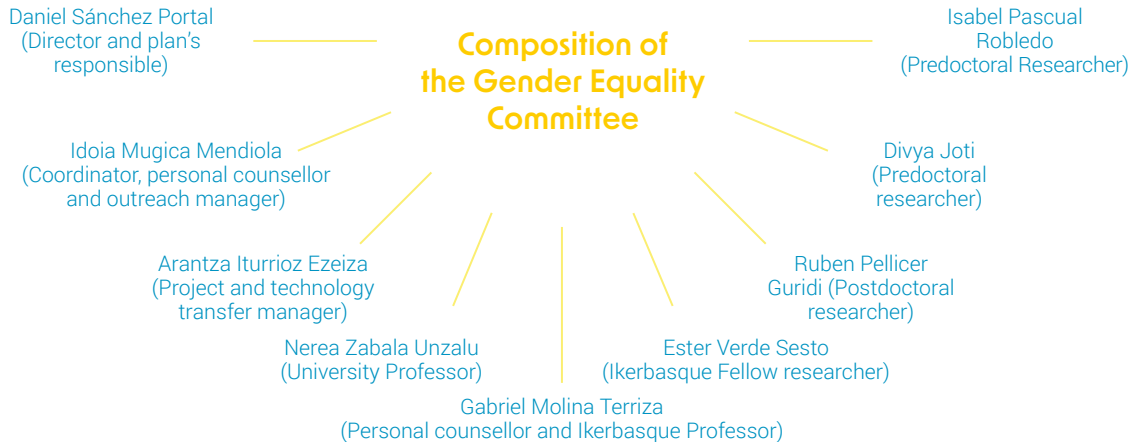 Composition of
the Gender Equality
Committee
Daniel Sánchez Portal
(Director and plan's
responsible)
Idoia Mugica Mendiola
(Coordinator, personal counsellor
and outreach manager)
Arantza Iturrioz Ezeiza
(Project and technology
transfer manager)
Nerea Zabala Unzalu
(University Professor)
Gabriel Molina Terriza
(Personal counsellor and Ikerbasque Professor)
Ester Verde Sesto
(Ikerbasque Fellow researcher)
Ruben Pellicer
Guridi (Postdoctoral
researcher)
Divya Joti
(Predoctoral
researcher)
Isabel Pascual
Robledo
(Predoctoral Researcher)